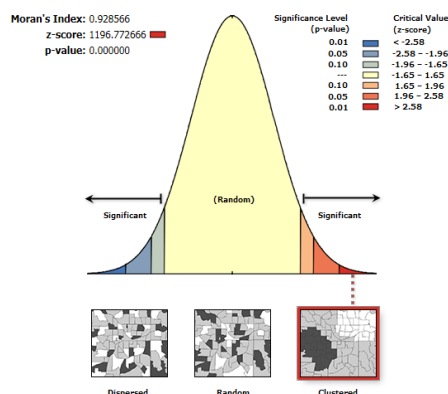 Moran's Index: 0.928566
z-score: 1196.772666
p-value: 0.000000
Significance Level
(p-value)
Critical Value
(z-score)
0.01 < -2.58
0.05 -2.58 – -1.96
0.10 -1.96 – -1.65
--- -1.65 – 1.65
0.10 1.65 – 1.96
0.05 1.96 – 2.58
0.01 > 2.58
(Random)
Significant Significant
Dispersed Random Clustered